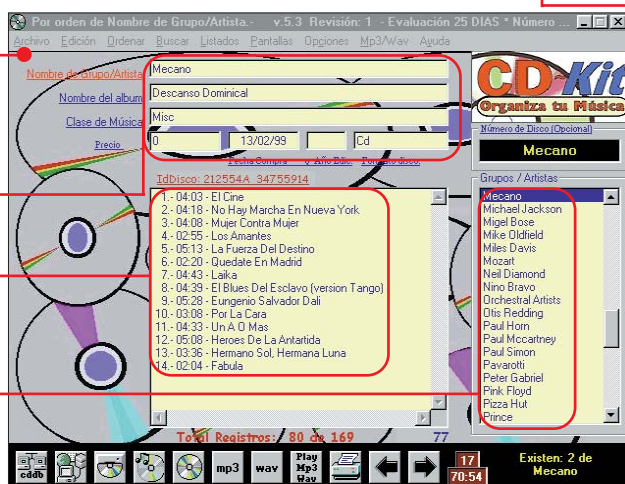 Por orden de Nombre de Grupo/Artista.- v.5.3 Revisión: 1 - Evaluación 25 DIAS * Número ...
Archivo Edición Ordenar Buscar Listados Pantallas Opciones Mp3/Wav Ayuda
Nombre de Grupo/Artista
Mecano
Nombre del album
Descanso Dominical
Clase de Música
Misc
Precio
0
13/02/99
Cd
Fecha Compra
Año Edic.
Formato disco
CD-Kit
Organiza tu Música
Número de Disco (Opcional)
Mecano
IdDisco: 212554A 34755914
1.- 04:03 - El Cine
2.- 04:18 - No Hay Marcha En Nueva York
3.- 04:08 - Mujer Contra Mujer
4.- 02:55 - Los Amantes
5.- 05:13 - La Fuerza Del Destino
6.- 02:20 - Quedate En Madrid
7.- 04:43 - Laika
8.- 04:39 - El Blues Del Esclavo (version Tango)
9.- 05:28 - Eungenio Salvador Dali
10.- 03:08 - Por La Cara
11.- 04:33 - Un A O Mas
12.- 05:08 - Heroes De La Antartida
13.- 03:36 - Hermano Sol, Hermana Luna
14.- 02:04 - Fabula
Grupos / Artistas
Mecano
Michael Jackson
Migel Bose
Mike Oldfield
Miles Davis
Mozart
Neil Diamond
Nino Bravo
Orchestral Artists
Otis Redding
Paul Horn
Paul Mccartney
Paul Simon
Pavarotti
Peter Gabriel
Pink Floyd
Pizza Hut
Prince
Total Registros: 80 de 169
77
cddb
mp3
wav
Play
Mp3
Wav
17
70:54
Existen: 2 de
Mecano